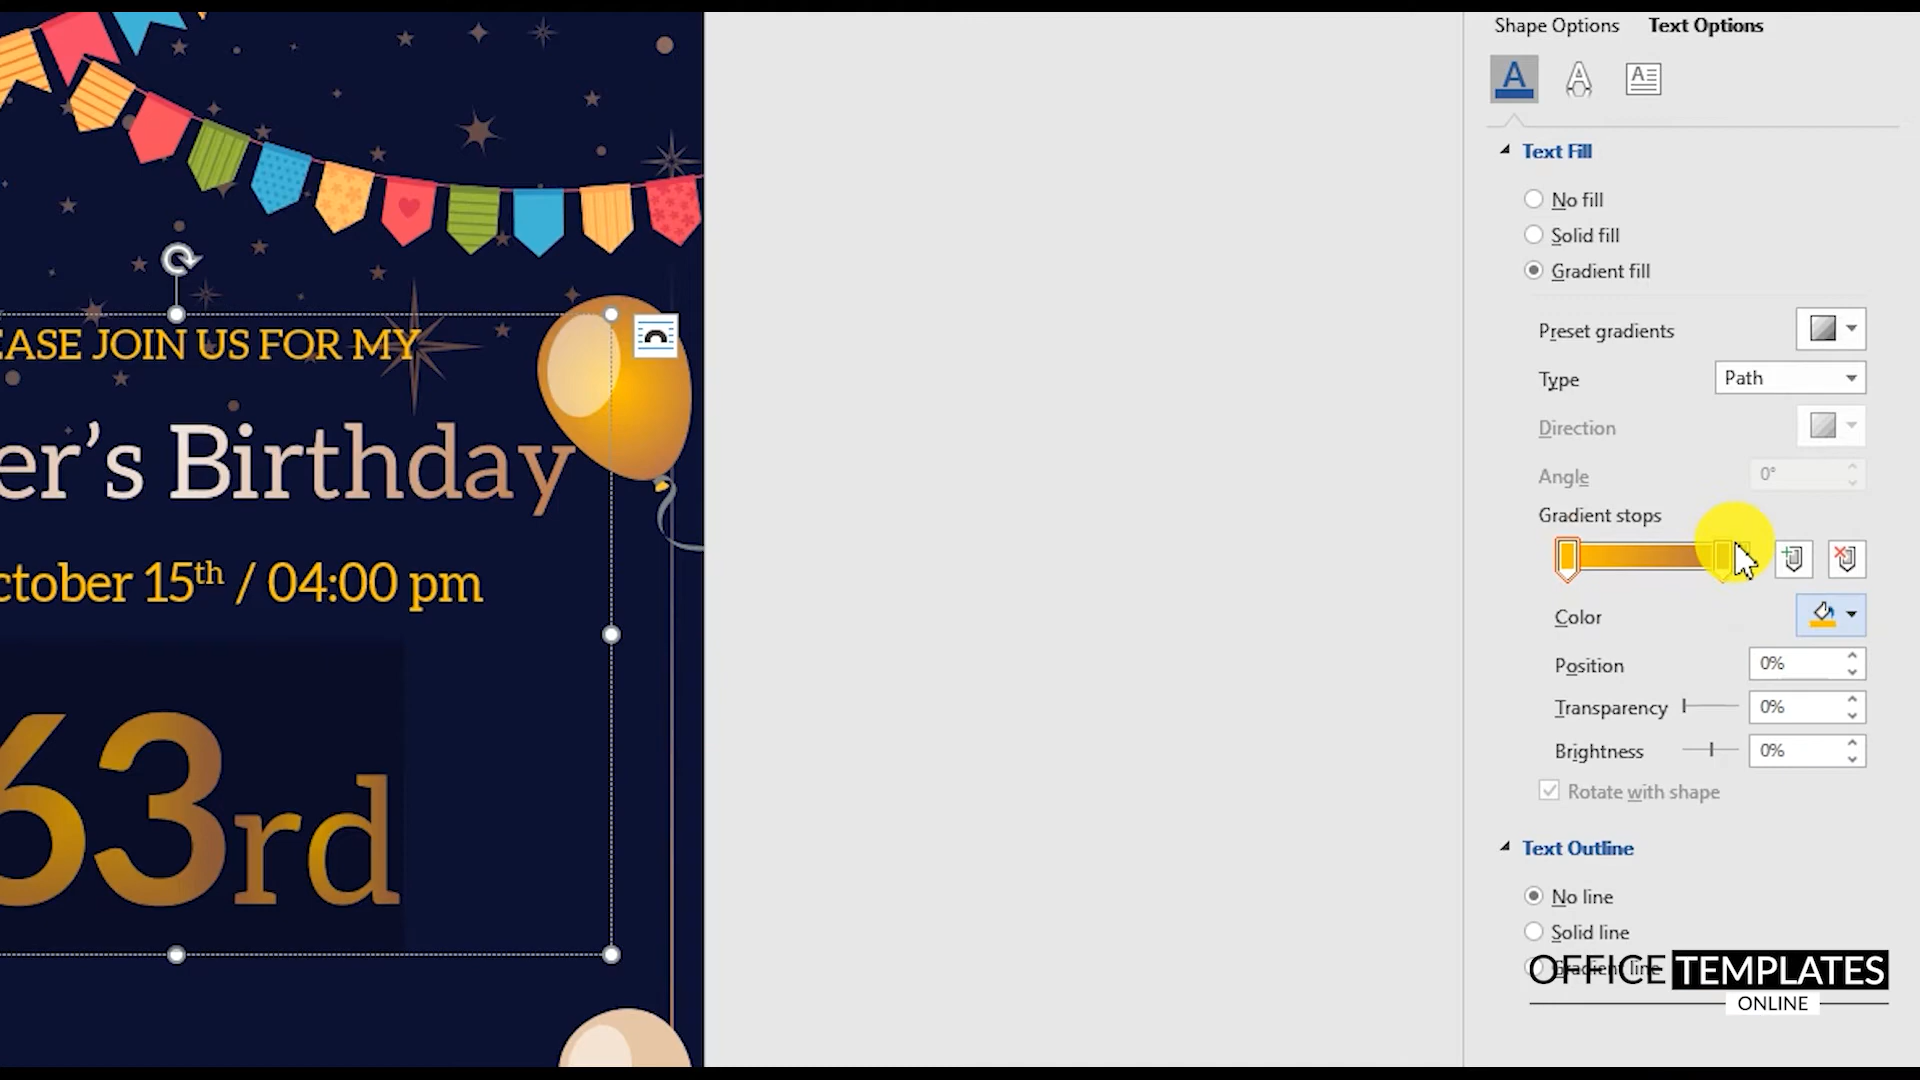 Shape Options Text Options
Text Fill
No fill
Solid fill
Gradient fill
Preset gradients
Type Path
Direction
Angle 0°
Gradient stops
Color
Position 0%
Transparency 0%
Brightness 0%
Rotate with shape
Text Outline
No line
Solid line
Gradient line
EASE JOIN US FOR MY
er’s Birthday
ctober 15th / 04:00 pm
63rd
OFFICE TEMPLATES
ONLINE